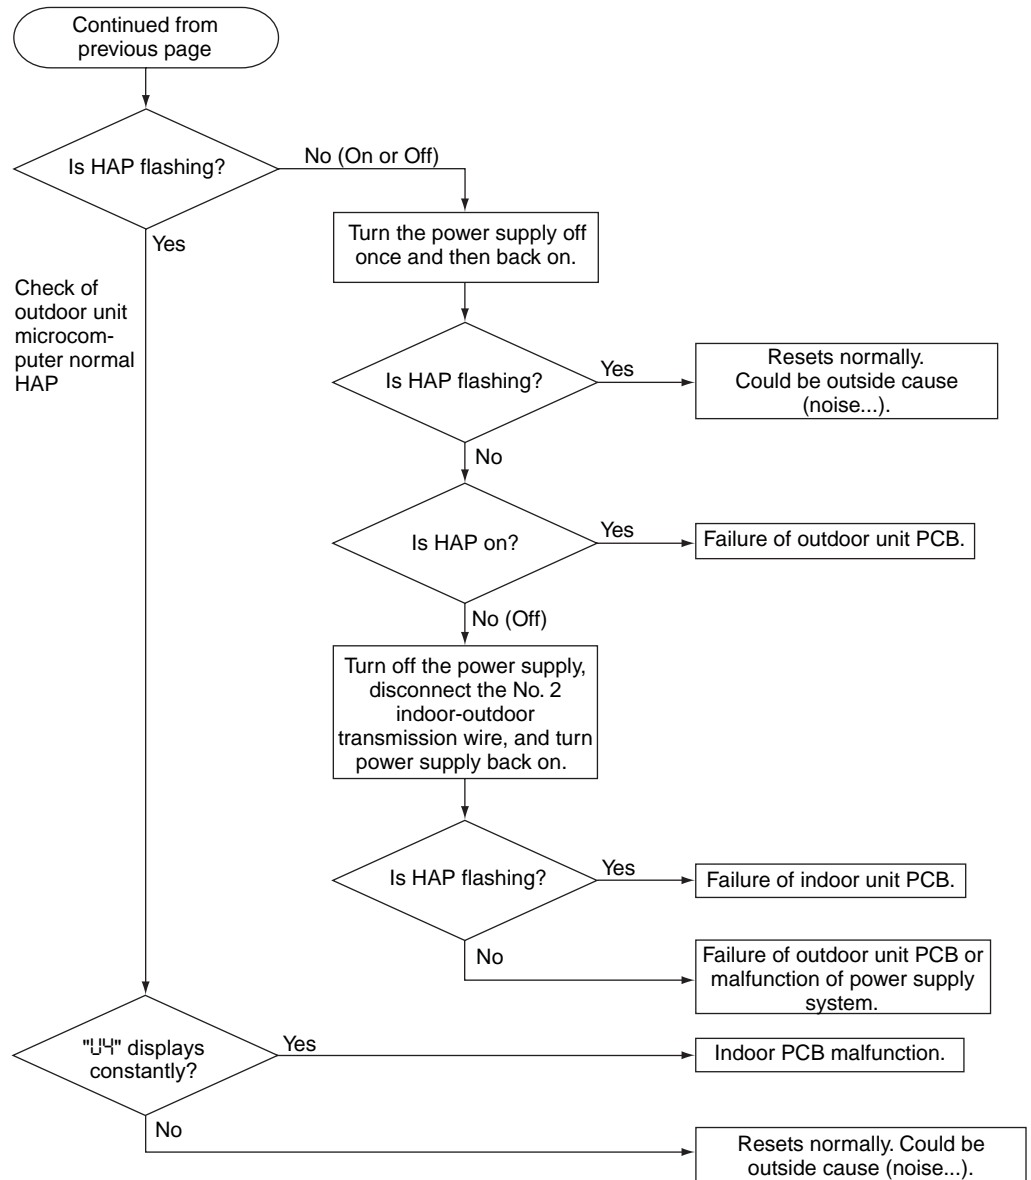 Continued from
previous page
Is HAP flashing?
No (On or Off)
Yes
Turn the power supply off
once and then back on.
Check of
outdoor unit
microcom-
puter normal
HAP
Is HAP flashing?
Yes
Resets normally.
Could be outside cause
(noise...).
No
Is HAP on?
Yes
Failure of outdoor unit PCB.
No (Off)
Turn off the power supply,
disconnect the No. 2
indoor-outdoor
transmission wire, and turn
power supply back on.
Is HAP flashing?
Yes
Failure of indoor unit PCB.
No
Failure of outdoor unit PCB or
malfunction of power supply
system.
"U4" displays
constantly?
Yes
Indoor PCB malfunction.
No
Resets normally. Could be
outside cause (noise...).